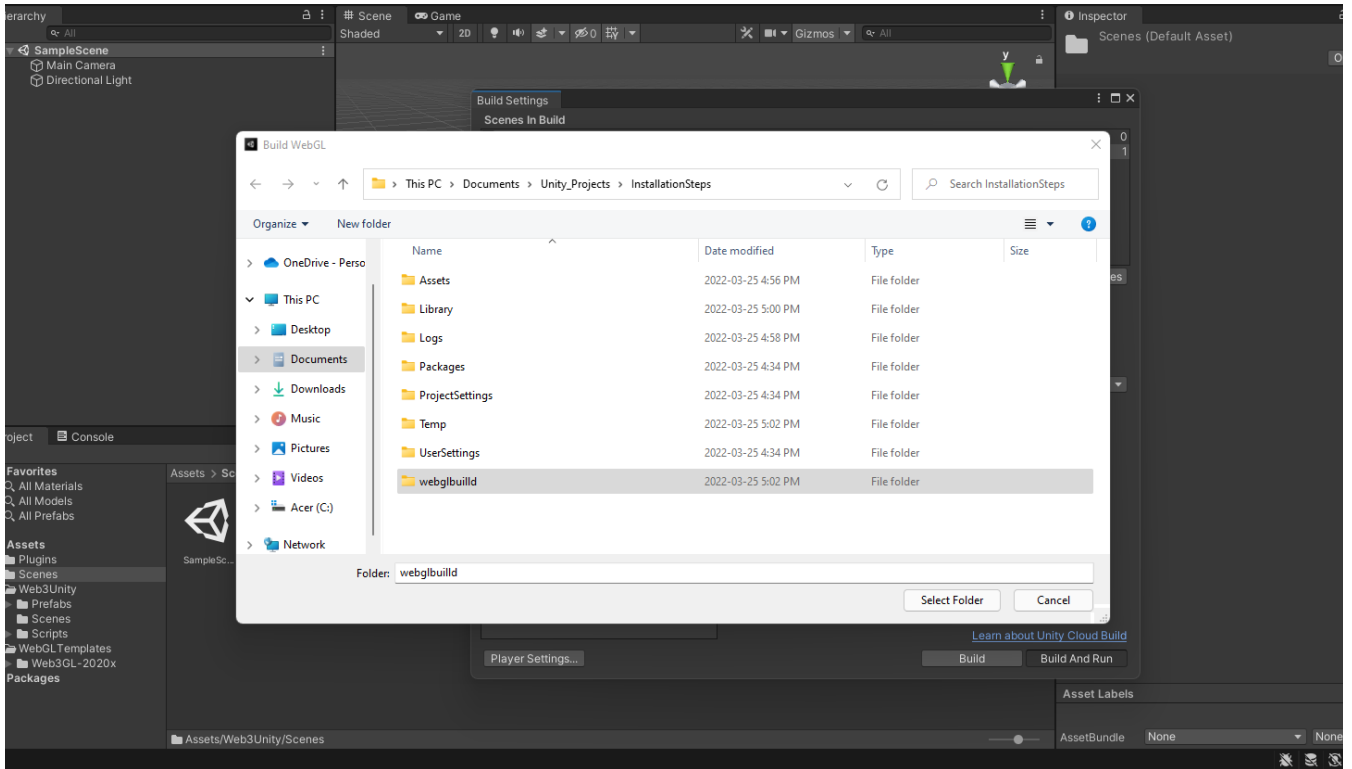 ierarchy
Scene
Game
Inspector
All
Shaded
2D
0
Gizmos
All
Scenes (Default Asset)
SampleScene
Main Camera
Directional Light
y
O
Build Settings
Scenes In Build
0
1
Build WebGL
This PC > Documents > Unity_Projects > InstallationSteps
Search InstallationSteps
Organize
New folder
Name
Date modified
Type
Size
OneDrive - Perso
This PC
Desktop
Documents
Downloads
Music
Pictures
Videos
Acer (C:)
Network
Assets 2022-03-25 4:56 PM File folder
Library 2022-03-25 5:00 PM File folder
Logs 2022-03-25 4:58 PM File folder
Packages 2022-03-25 4:34 PM File folder
ProjectSettings 2022-03-25 4:34 PM File folder
Temp 2022-03-25 5:02 PM File folder
UserSettings 2022-03-25 4:34 PM File folder
webglbuilld 2022-03-25 5:02 PM File folder
es
Folder: webglbuilld
Select Folder
Cancel
Learn about Unity Cloud Build
Player Settings...
Build
Build And Run
roject
Console
Favorites
All Materials
All Models
All Prefabs
Assets
Plugins
Scenes
Web3Unity
Prefabs
Scenes
Scripts
WebGLTemplates
Web3GL-2020x
Packages
Assets > Sc
SampleSc...
Assets/Web3Unity/Scenes
Asset Labels
AssetBundle
None
None